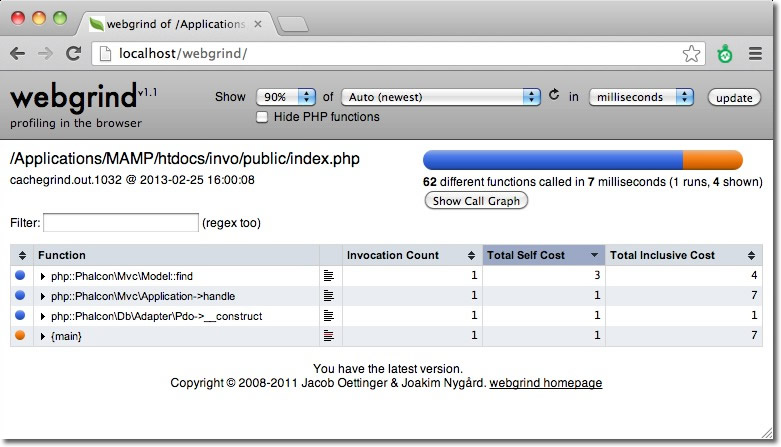 webgrind of /Applications
localhost/webgrind/
webgrind v1.1
profiling in the browser
Show 90% of Auto (newest) in milliseconds update
Hide PHP functions
/Applications/MAMP/htdocs/invo/public/index.php
cachegrind.out.1032 @ 2013-02-25 16:00:08
62 different functions called in 7 milliseconds (1 runs, 4 shown)
Show Call Graph
Filter: (regex too)
Function Invocation Count Total Self Cost Total Inclusive Cost
php::Phalcon\Mvc\Model::find 1 3 4
php::Phalcon\Mvc\Application->handle 1 1 7
php::Phalcon\Db\Adapter\Pdo->__construct 1 1 1
{main} 1 1 7
You have the latest version.
Copyright © 2008-2011 Jacob Oettinger & Joakim Nygård. webgrind homepage